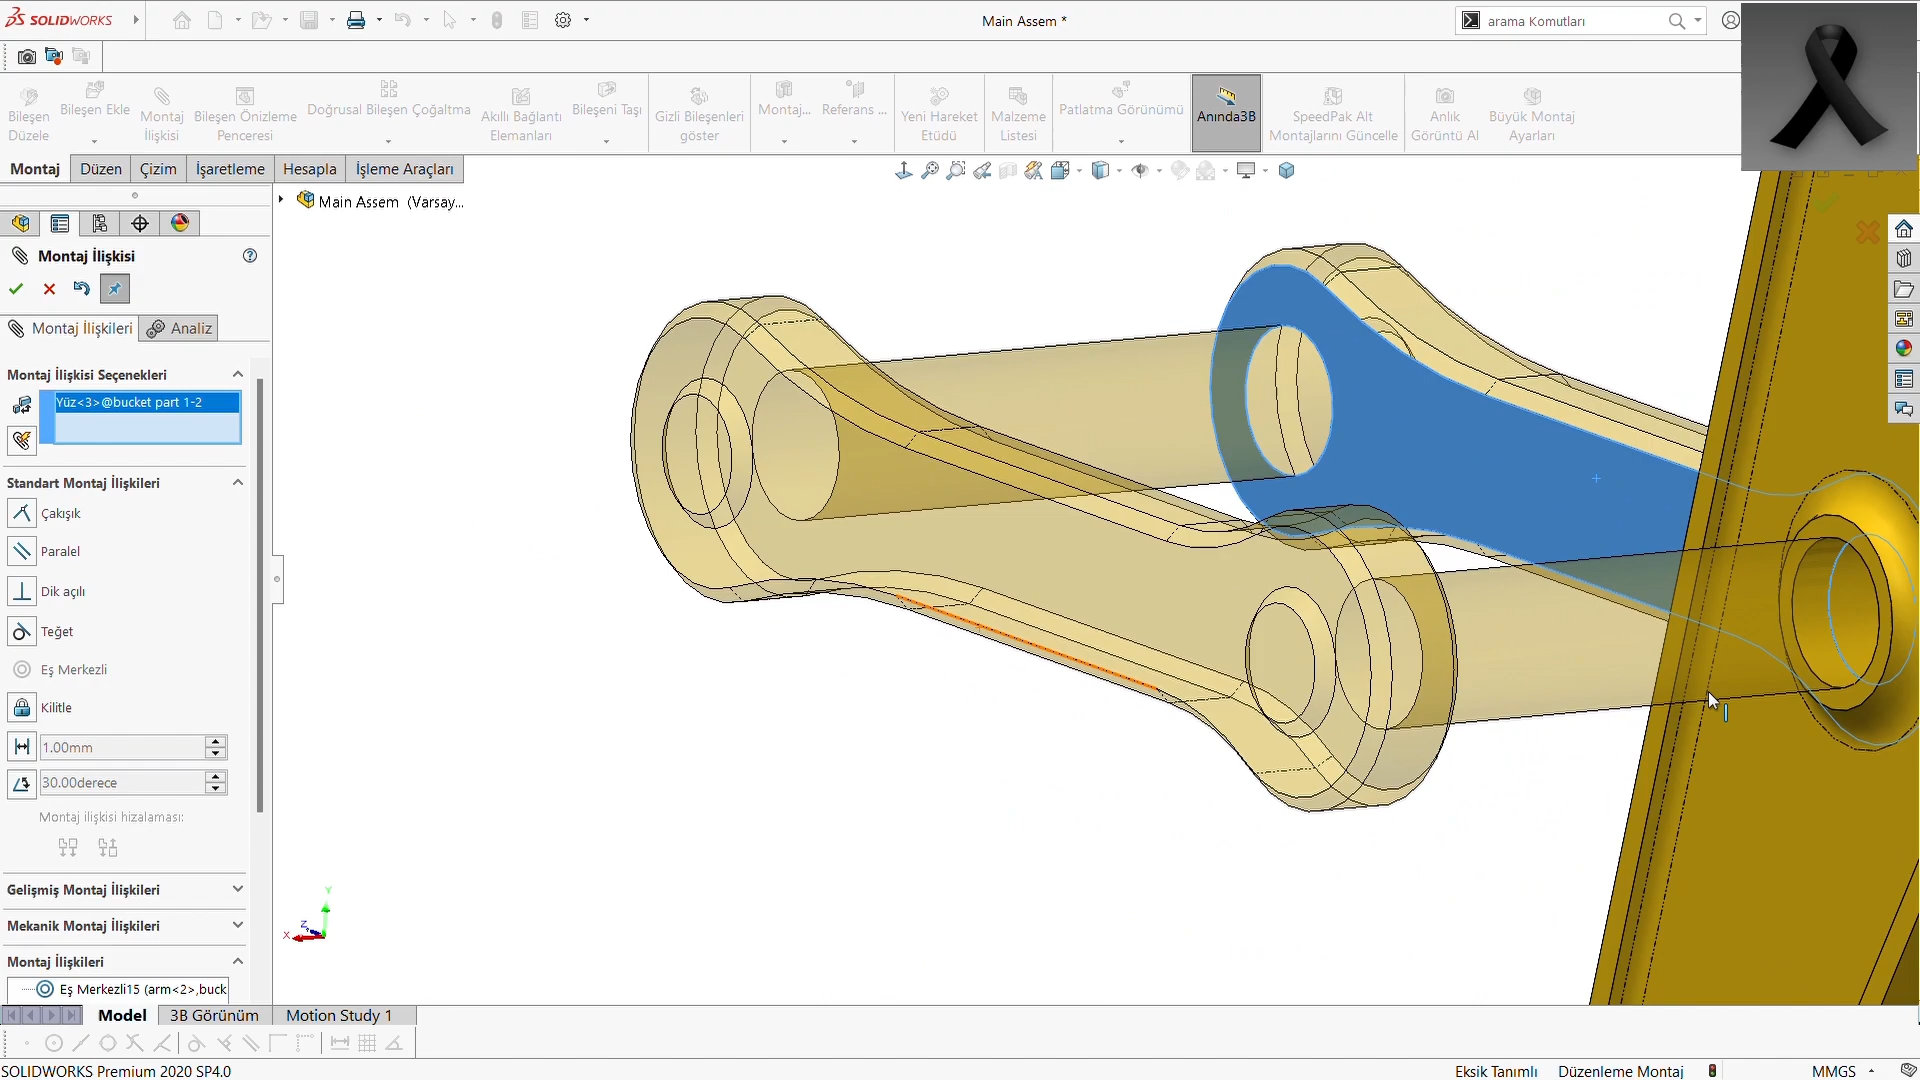 SOLIDWORKS
Main Assem *
arama Komutları
Bileşen Düzele
Bileşen Ekle
Montaj İlişkisi
Bileşen Önizleme Penceresi
Doğrusal Bileşen Çoğaltma
Akıllı Bağlantı Elemanları
Bileşeni Taşı
Gizli Bileşenleri göster
Montaj...
Referans ...
Yeni Hareket Etüdü
Malzeme Listesi
Patlatma Görünümü
Anında3B
SpeedPak Alt Montajlarını Güncelle
Anlık Görüntü Al
Büyük Montaj Ayarları
Montaj
Düzen
Çizim
İşaretleme
Hesapla
İşleme Araçları
Main Assem (Varsay...
Montaj İlişkisi
Montaj İlişkileri
Analiz
Montaj İlişkisi Seçenekleri
Yüz<3>@bucket part 1-2
Standart Montaj İlişkileri
Çakışık
Paralel
Dik açılı
Teğet
Eş Merkezli
Kilitle
1.00mm
30.00derece
Montaj ilişkisi hizalaması:
Gelişmiş Montaj İlişkileri
Mekanik Montaj İlişkileri
Montaj İlişkileri
Eş Merkezli15 (arm<2>,buck
Y
Z
X
Model
3B Görünüm
Motion Study 1
SOLIDWORKS Premium 2020 SP4.0
Eksik Tanımlı
Düzenleme Montaj
MMGS